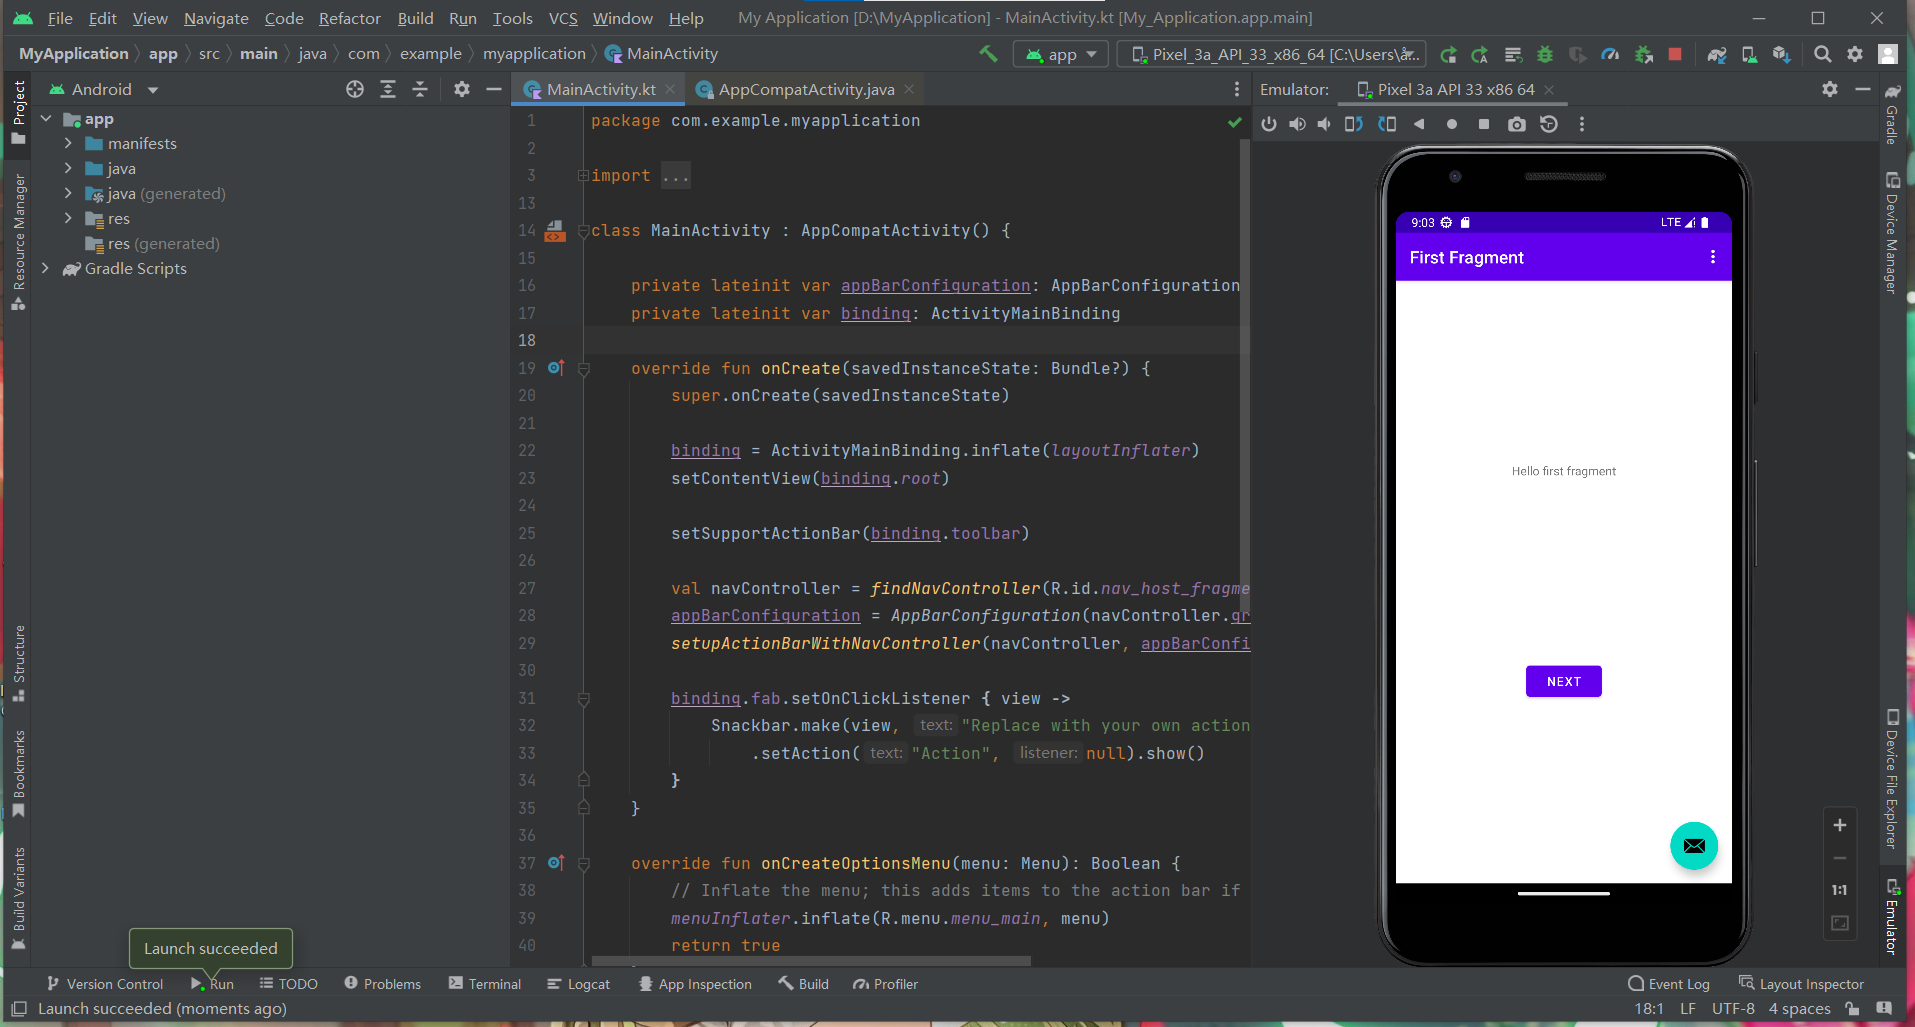 File Edit View Navigate Code Refactor Build Run Tools VCS Window Help My Application [D:\MyApplication] - MainActivity.kt [My_Application.app.main]
MyApplication app src main java com example myapplication MainActivity
app Pixel_3a_API_33_x86_64 [C:\Users\
Project
Resource Manager
Structure
Bookmarks
Build Variants
Android
app
manifests
java
java (generated)
res
res (generated)
Gradle Scripts
MainActivity.kt AppCompatActivity.java
1 package com.example.myapplication
2
3 import ...
13
14 class MainActivity : AppCompatActivity() {
15
16 private lateinit var appBarConfiguration: AppBarConfiguration
17 private lateinit var binding: ActivityMainBinding
18
19 override fun onCreate(savedInstanceState: Bundle?) {
20 super.onCreate(savedInstanceState)
21
22 binding = ActivityMainBinding.inflate(layoutInflater)
23 setContentView(binding.root)
24
25 setSupportActionBar(binding.toolbar)
26
27 val navController = findNavController(R.id.nav_host_fragme
28 appBarConfiguration = AppBarConfiguration(navController.gr
29 setupActionBarWithNavController(navController, appBarConfi
30
31 binding.fab.setOnClickListener { view ->
32 Snackbar.make(view, text: "Replace with your own action
33 .setAction( text: "Action", listener: null).show()
34 }
35 }
36
37 override fun onCreateOptionsMenu(menu: Menu): Boolean {
38 // Inflate the menu; this adds items to the action bar if
39 menuInflater.inflate(R.menu.menu_main, menu)
40 return true
Emulator: Pixel 3a API 33 x86 64
9:03 LTE
First Fragment
Hello first fragment
NEXT
1:1
Gradle
Device Manager
Device File Explorer
Emulator
Launch succeeded
Version Control Run TODO Problems Terminal Logcat App Inspection Build Profiler Event Log Layout Inspector
Launch succeeded (moments ago) 18:1 LF UTF-8 4 spaces